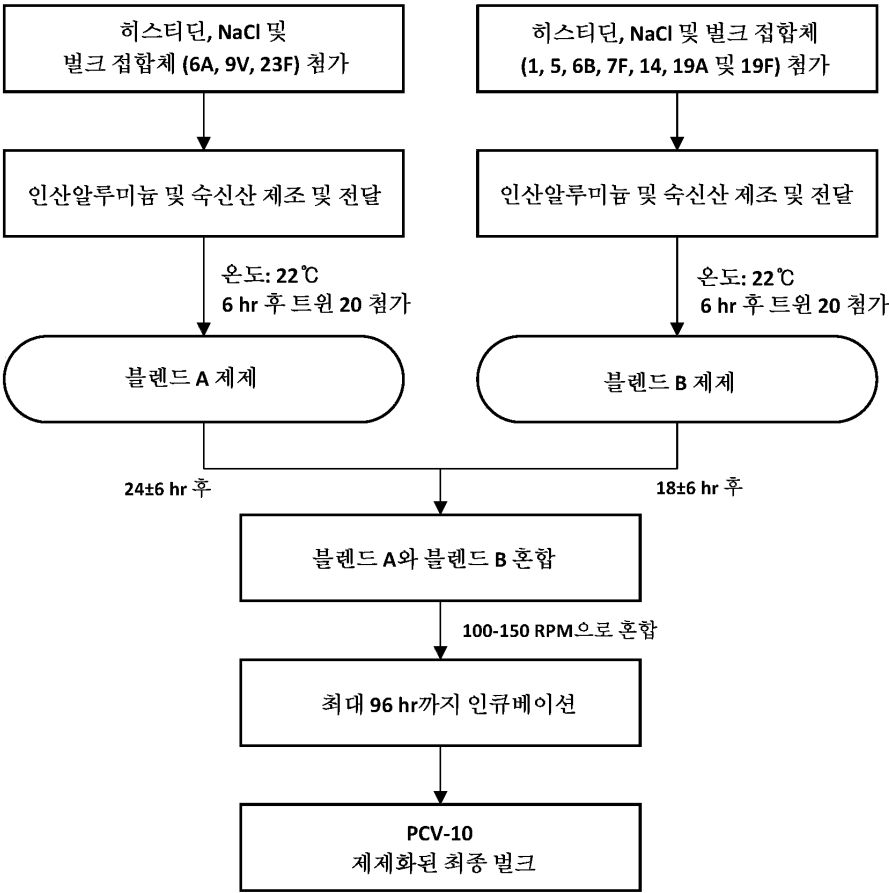 히스티딘, NaCl 및
벌크 접합체 (6A, 9V, 23F) 첨가
히스티딘, NaCl 및 벌크 접합체
(1, 5, 6B, 7F, 14, 19A 및 19F) 첨가
인산알루미늄 및 숙신산 제조 및 전달
인산알루미늄 및 숙신산 제조 및 전달
온도: 22℃
6 hr 후 트윈 20 첨가
온도: 22℃
6 hr 후 트윈 20 첨가
블렌드 A 제제
블렌드 B 제제
24±6 hr 후
18±6 hr 후
블렌드 A와 블렌드 B 혼합
100-150 RPM으로 혼합
최대 96 hr까지 인큐베이션
PCV-10
제제화된 최종 벌크